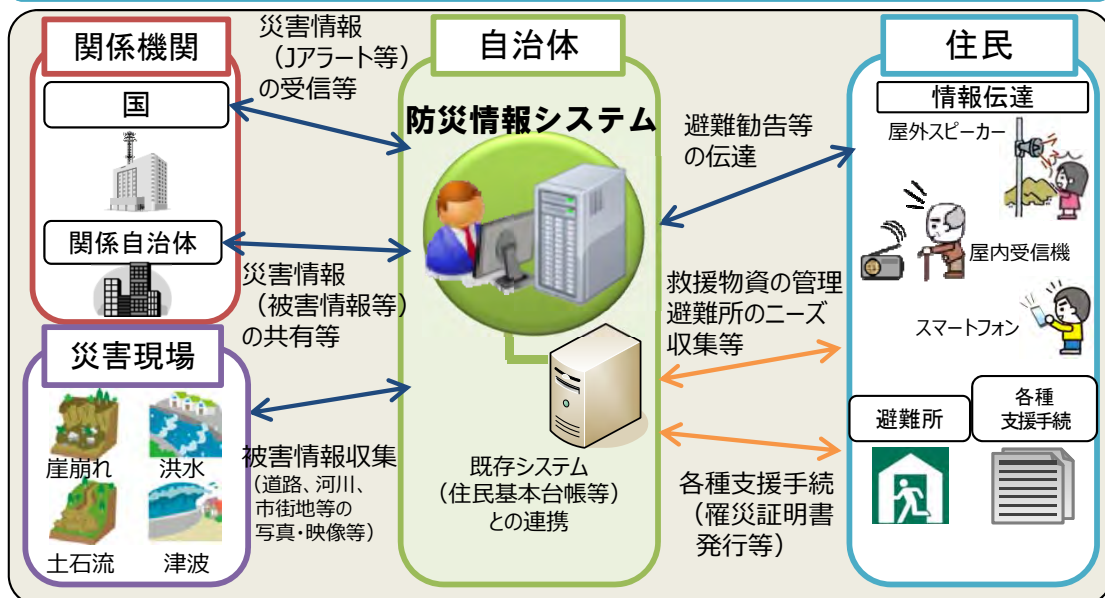 関係機関
国
関係自治体
災害情報
（Jアラート等）
の受信等
災害情報
（被害情報等）
の共有等
災害現場
崖崩れ
洪水
土石流
津波
被害情報収集
（道路、河川、
市街地等の
写真・映像等）
自治体
防災情報システム
既存システム
（住民基本台帳等）
との連携
避難勧告等
の伝達
救援物資の管理
避難所のニーズ
収集等
各種支援手続
（罹災証明書
発行等）
住民
情報伝達
屋外スピーカー
屋内受信機
スマートフォン
避難所
各種
支援手続